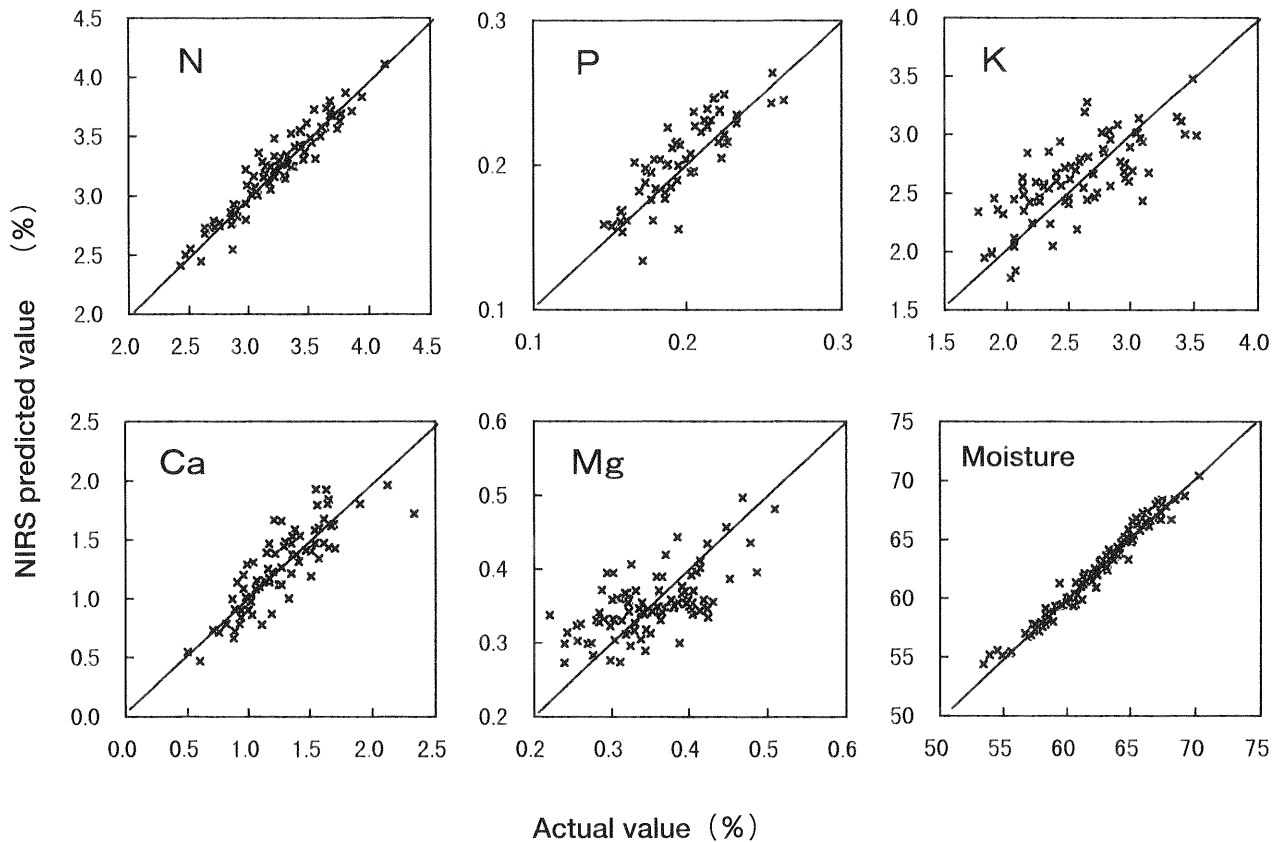 4.5
4.0
3.5
3.0
2.5
2.0
N
2.0 2.5 3.0 3.5 4.0 4.5
0.3
0.2
0.1
P
0.1 0.2 0.3
4.0
3.5
3.0
2.5
2.0
1.5
K
1.5 2.0 2.5 3.0 3.5 4.0
NIRS predicted value (%)
2.5
2.0
1.5
1.0
0.5
0.0
Ca
0.0 0.5 1.0 1.5 2.0 2.5
0.6
0.5
0.4
0.3
0.2
Mg
0.2 0.3 0.4 0.5 0.6
75
70
65
60
55
50
Moisture
50 55 60 65 70 75
Actual value (%)